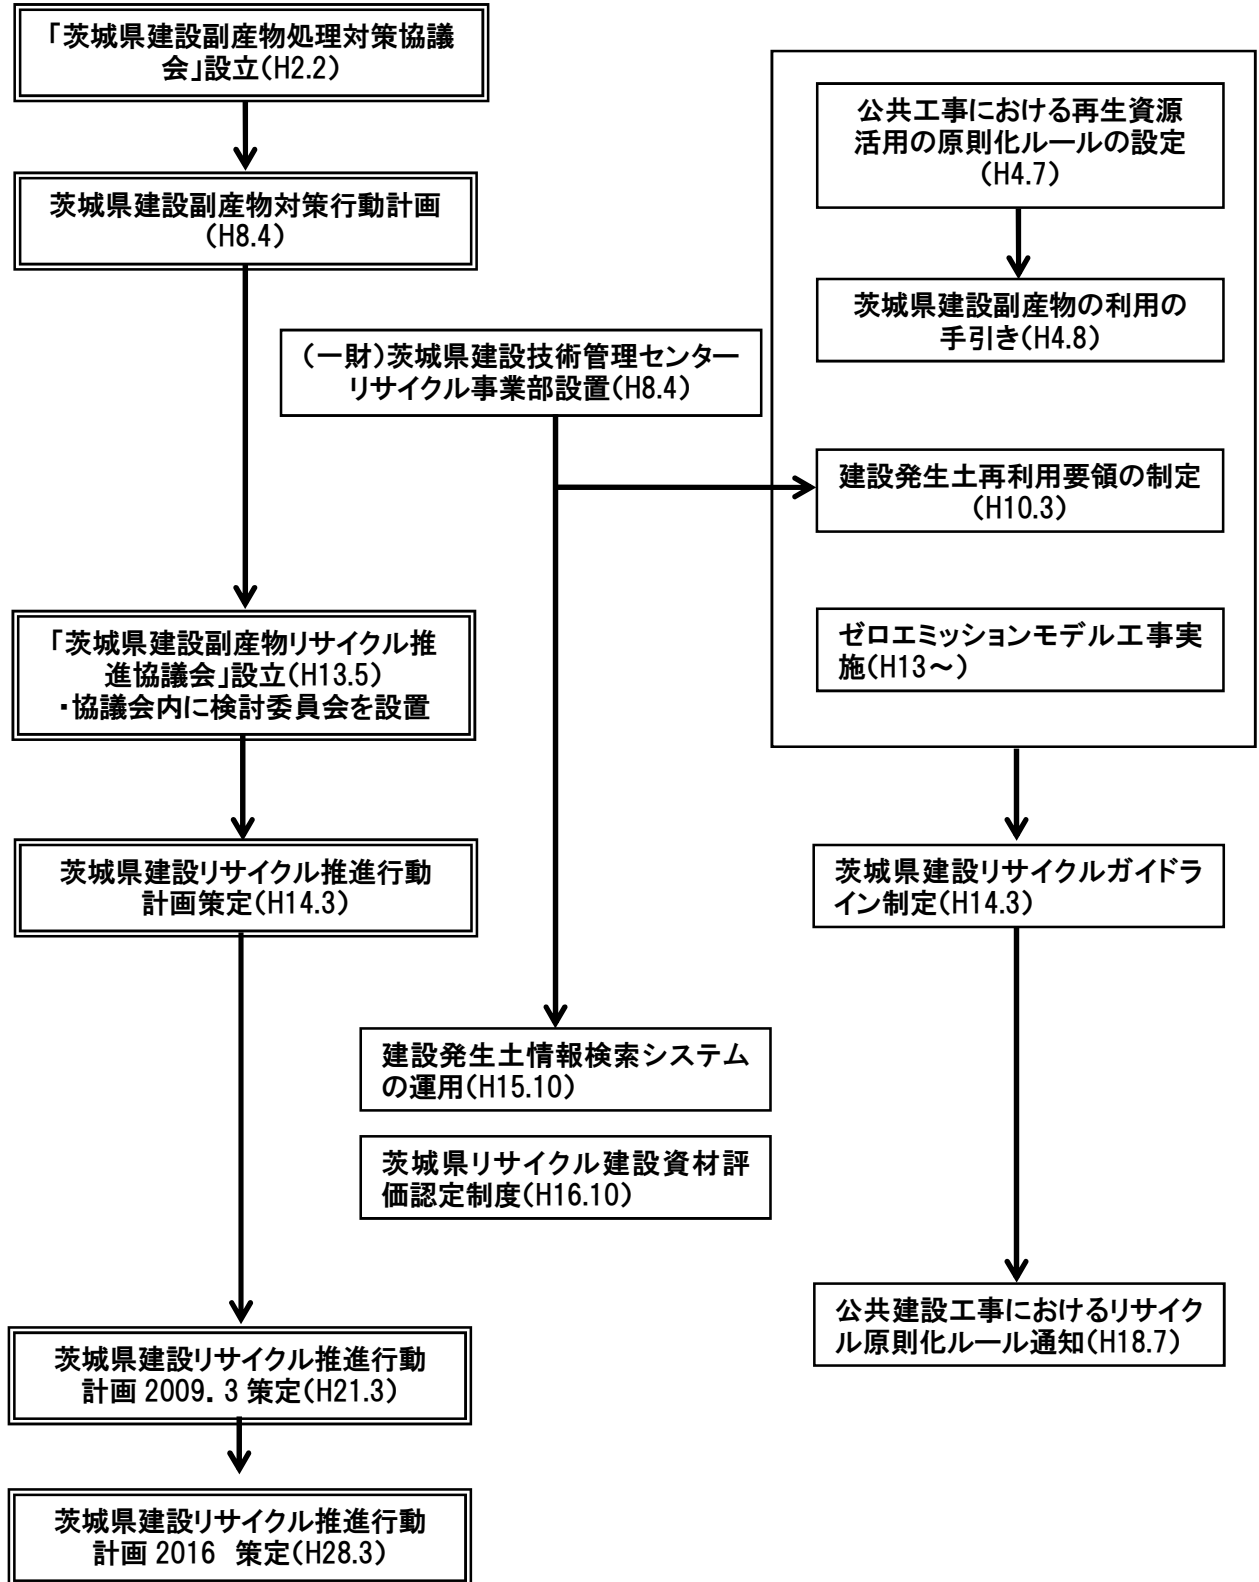 「茨城県建設副産物処理対策協議
会」設立(H2.2)
茨城県建設副産物対策行動計画
(H8.4)
「茨城県建設副産物リサイクル推
進協議会」設立(H13.5)
・協議会内に検討委員会を設置
茨城県建設リサイクル推進行動
計画策定(H14.3)
茨城県建設リサイクル推進行動
計画 2009．3 策定(H21.3)
茨城県建設リサイクル推進行動
計画 2016 策定(H28.3)
（一財）茨城県建設技術管理センター
リサイクル事業部設置(H8.4)
建設発生土情報検索システム
の運用(H15.10)
茨城県リサイクル建設資材評
価認定制度(H16.10)
公共工事における再生資源
活用の原則化ルールの設定
(H4.7)
茨城県建設副産物の利用の
手引き(H4.8)
建設発生土再利用要領の制定
(H10.3)
ゼロエミッションモデル工事実
施(H13～)
茨城県建設リサイクルガイドラ
イン制定(H14.3)
公共建設工事におけるリサイク
ル原則化ルール通知(H18.7)